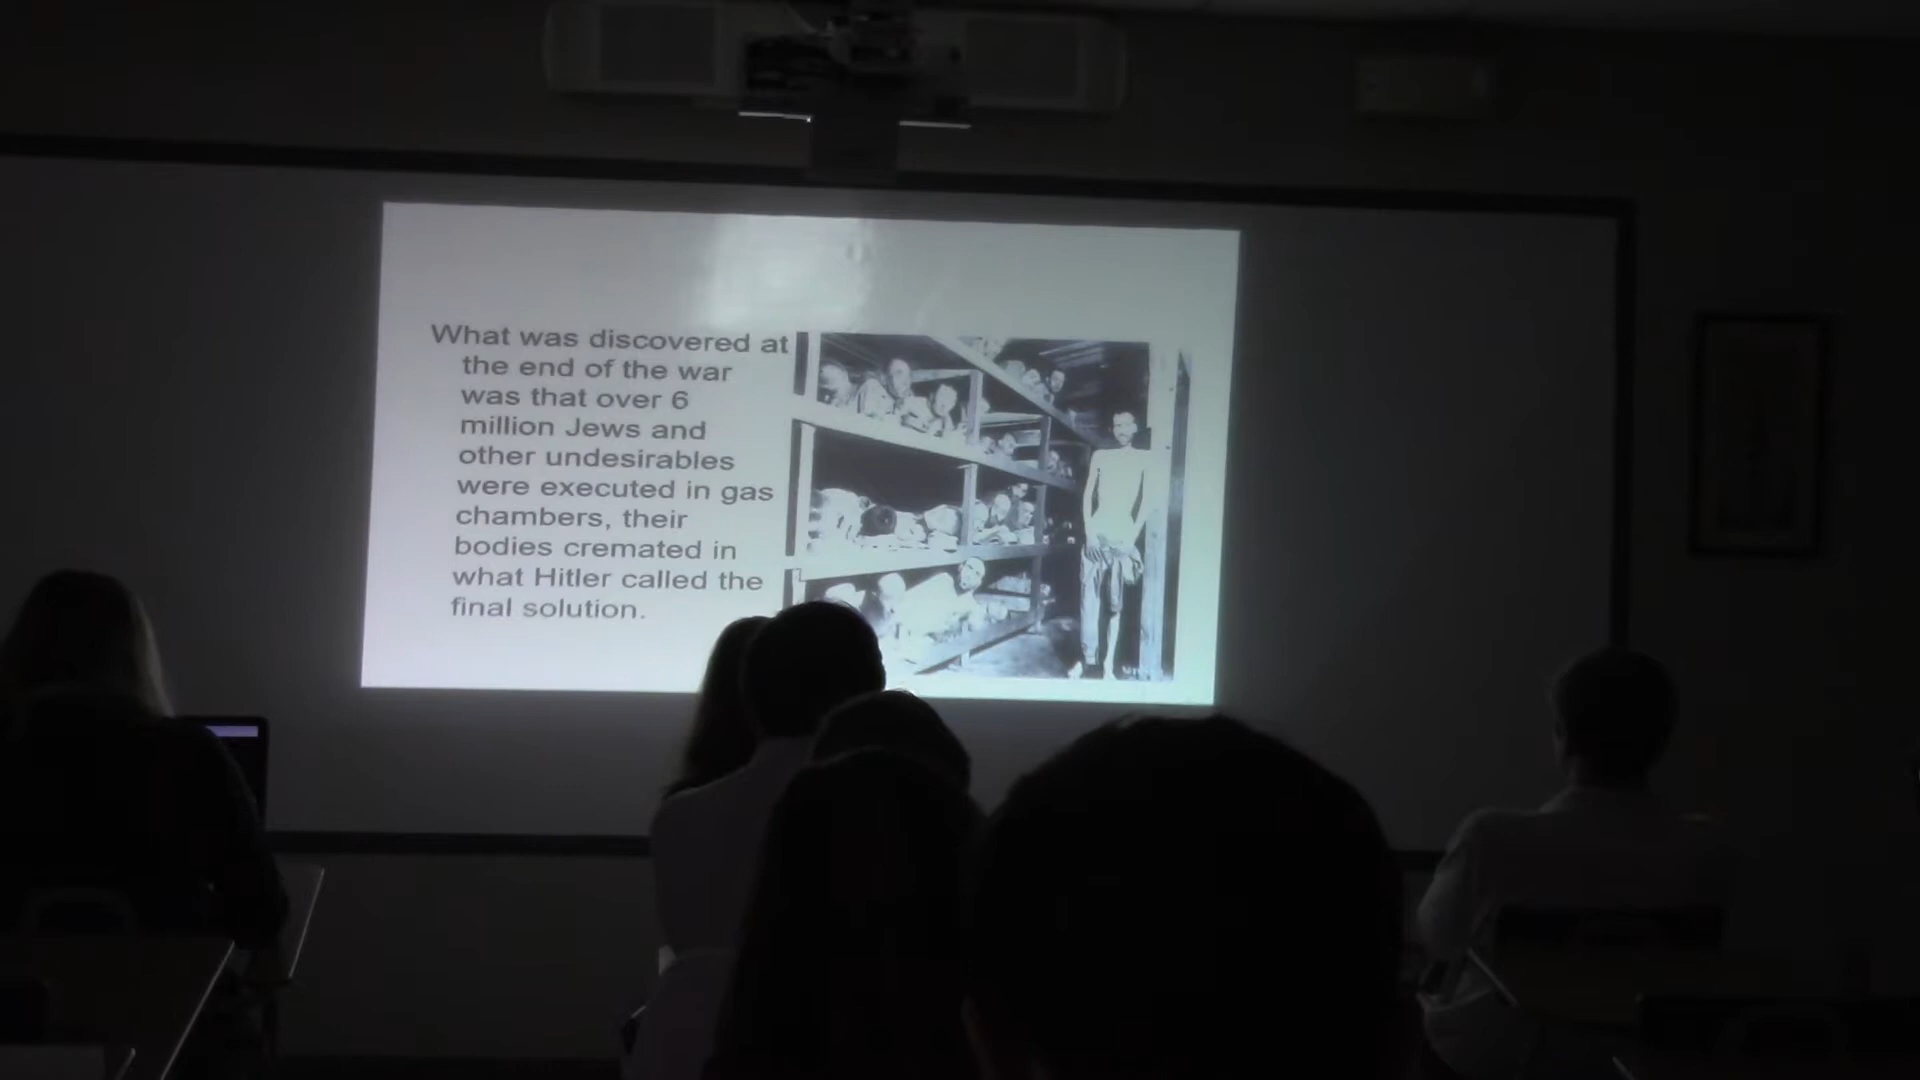 What was discovered at
the end of the war
was that over 6
million Jews and
other undesirables
were executed in gas
chambers, their
bodies cremated in
what Hitler called the
final solution.